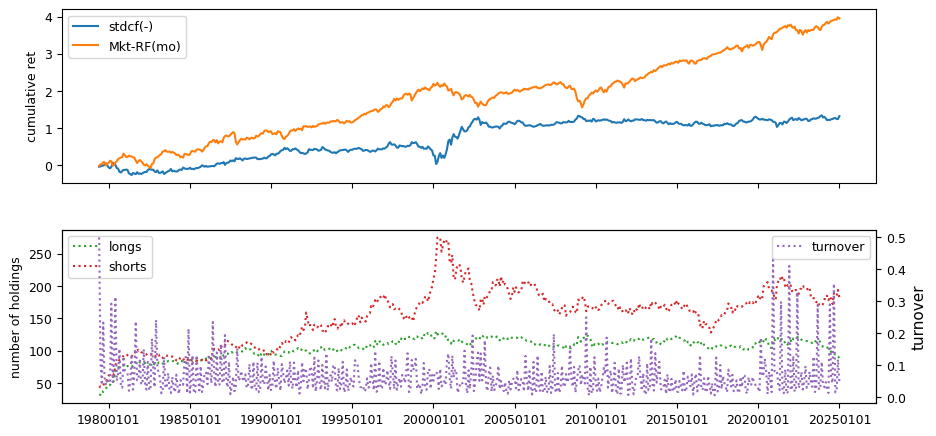 4
3
2
1
0
cumulative ret
stdcf(-)
Mkt-RF(mo)
250
200
150
100
50
number of holdings
longs
shorts
turnover
0.5
0.4
0.3
0.2
0.1
0.0
turnover
19800101 19850101 19900101 19950101 20000101 20050101 20100101 20150101 20200101 20250101